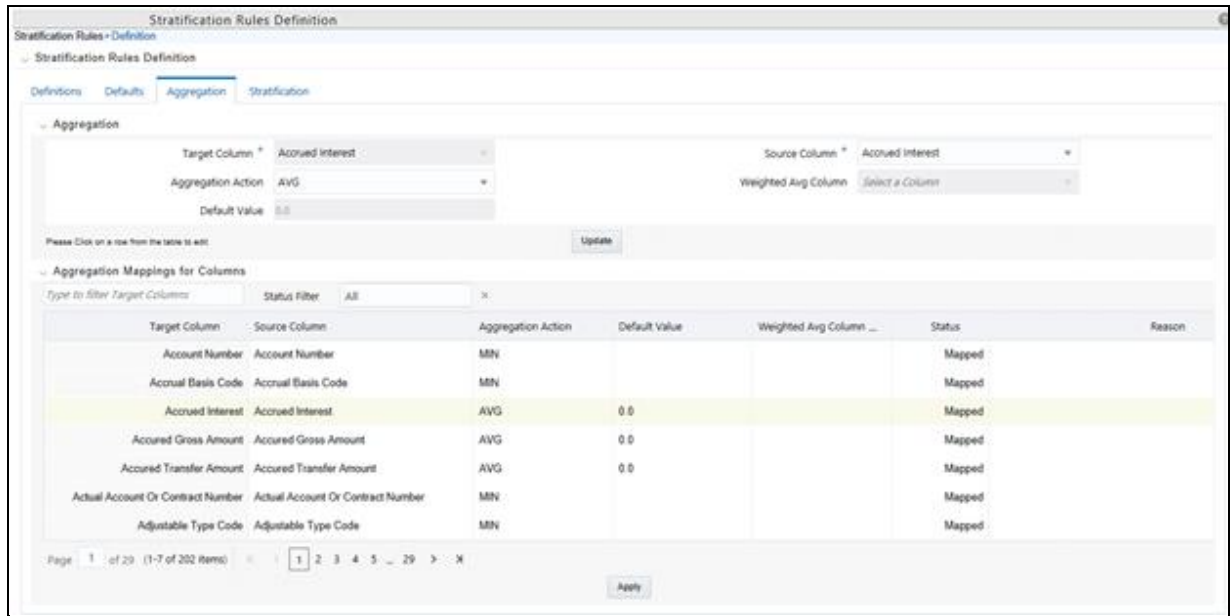 Stratification Rules Definition
Stratification Rules > Definition
Stratification Rules Definition
Definitions Defaults Aggregation Stratification
Aggregation
Target Column * Accrued Interest Source Column * Accrued Interest
Aggregation Action AVG Weighted Avg Column Select a Column
Default Value 0.0
Please Click on a row from the table to edit Update
Aggregation Mappings for Columns
Type to filter Target Columns Status Filter All ×
Target Column Source Column Aggregation Action Default Value Weighted Avg Column ... Status Reason
Account Number Account Number MIN Mapped
Accrual Basis Code Accrual Basis Code MIN Mapped
Accrued Interest Accrued Interest AVG 0.0 Mapped
Accured Gross Amount Accured Gross Amount AVG 0.0 Mapped
Accured Transfer Amount Accured Transfer Amount AVG 0.0 Mapped
Actual Account Or Contract Number Actual Account Or Contract Number MIN Mapped
Adjustable Type Code Adjustable Type Code MIN Mapped
Page 1 of 29 (1-7 of 202 items) 1 2 3 4 5 ... 29
Apply